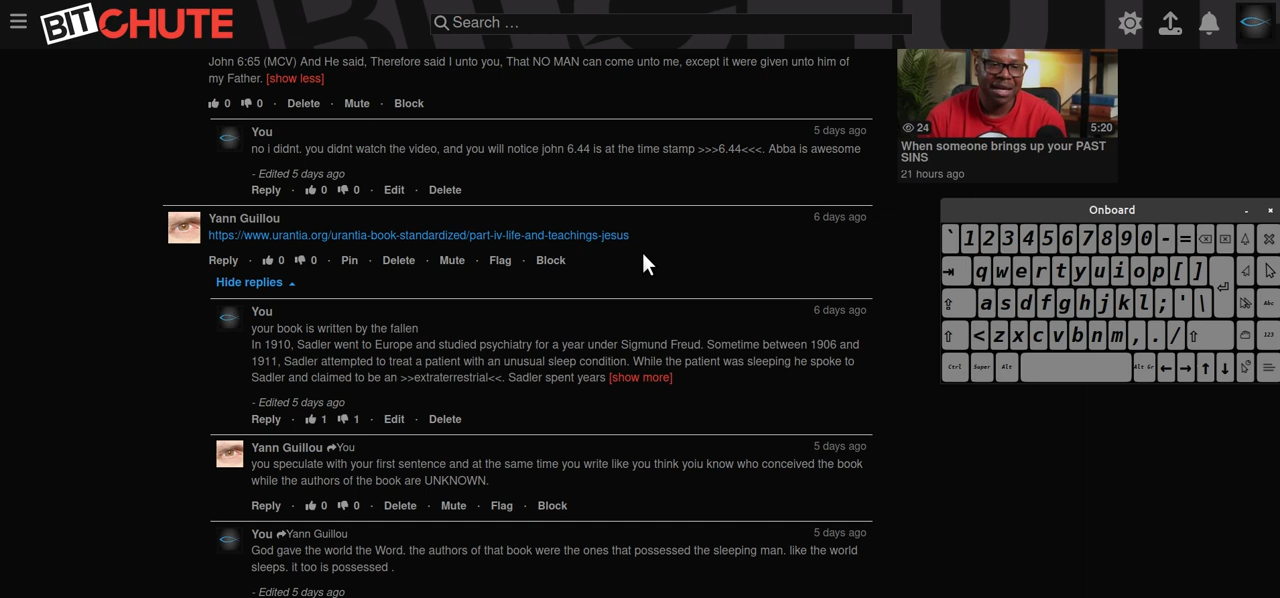 BITCHUTE
Search …
John 6:65 (MCV) And He said, Therefore said I unto you, That NO MAN can come unto me, except it were given unto him of
my Father. [show less]
0 0 · Delete · Mute · Block
You 5 days ago
no i didnt. you didnt watch the video, and you will notice john 6.44 is at the time stamp >>>6.44<<<. Abba is awesome
- Edited 5 days ago
Reply · 0 0 · Edit · Delete
Yann Guillou 6 days ago
https://www.urantia.org/urantia-book-standardized/part-iv-life-and-teachings-jesus
Reply · 0 0 · Pin · Delete · Mute · Flag · Block
Hide replies
You 6 days ago
your book is written by the fallen
In 1910, Sadler went to Europe and studied psychiatry for a year under Sigmund Freud. Sometime between 1906 and
1911, Sadler attempted to treat a patient with an unusual sleep condition. While the patient was sleeping he spoke to
Sadler and claimed to be an >>extraterrestrial<<. Sadler spent years [show more]
- Edited 5 days ago
Reply · 1 1 · Edit · Delete
Yann Guillou You 5 days ago
you speculate with your first sentence and at the same time you write like you think yoiu know who conceived the book
while the authors of the book are UNKNOWN.
Reply · 0 0 · Delete · Mute · Flag · Block
You Yann Guillou 5 days ago
God gave the world the Word. the authors of that book were the ones that possessed the sleeping man. like the world
sleeps. it too is possessed .
- Edited 5 days ago
24 5:20
When someone brings up your PAST
SINS
21 hours ago
Onboard - ×
` 1 2 3 4 5 6 7 8 9 0 - =
q w e r t y u i o p [ ]
a s d f g h j k l ; ' \ Abc
< z x c v b n m , . / 123
Ctrl Super Alt Alt Gr